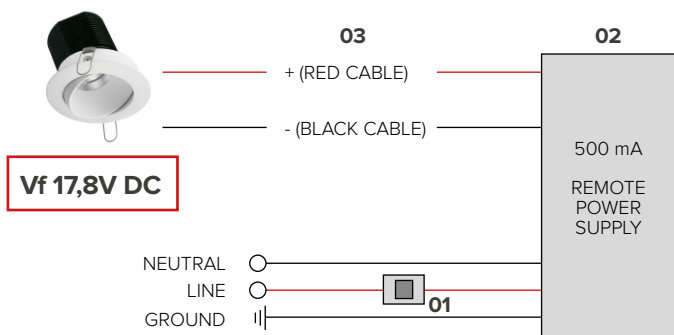 03
02
+ (RED CABLE)
- (BLACK CABLE)
Vf 17,8V DC
500 mA
REMOTE
POWER
SUPPLY
NEUTRAL
LINE
01
GROUND